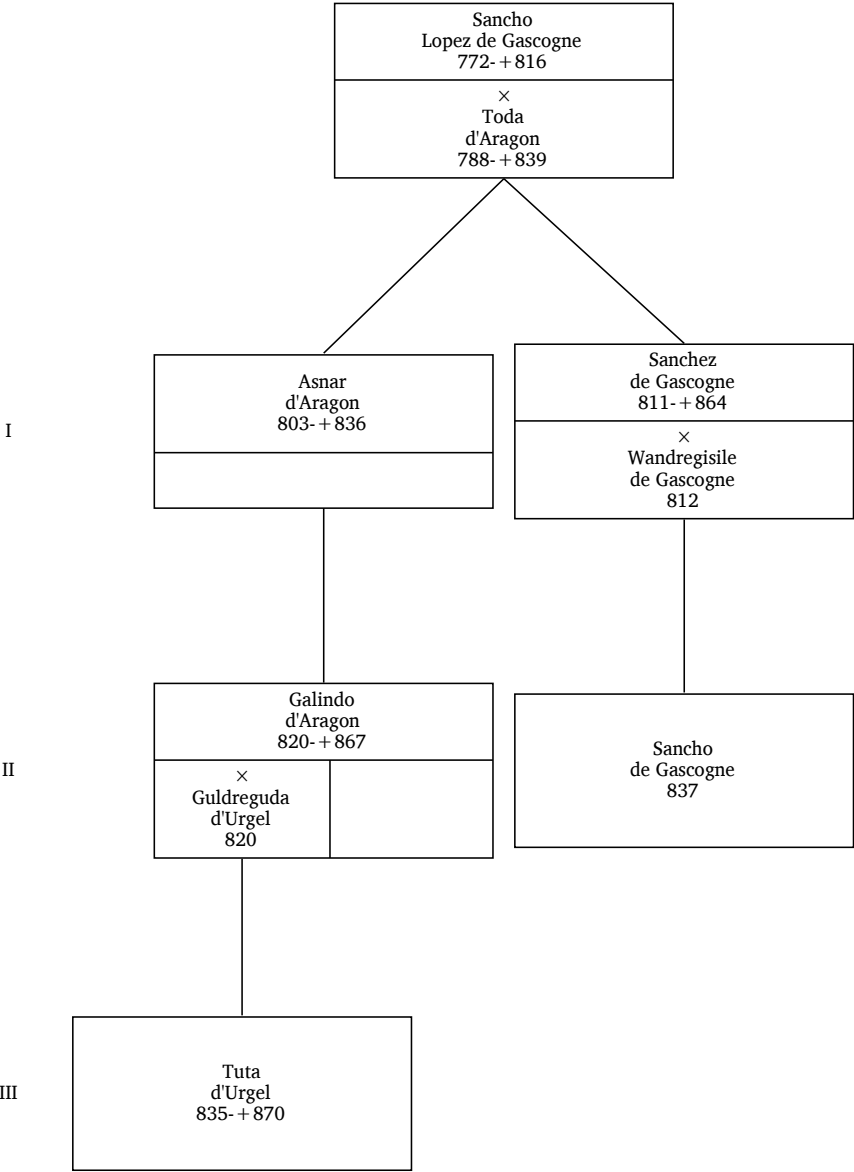 Sancho
Lopez de Gascogne
772-+816
×
Toda
d'Aragon
788-+839
I
Asnar
d'Aragon
803-+836
Sanchez
de Gascogne
811-+864
×
Wandregisile
de Gascogne
812
II
Galindo
d'Aragon
820-+867
×
Guldreguda
d'Urgel
820
Sancho
de Gascogne
837
III
Tuta
d'Urgel
835-+870